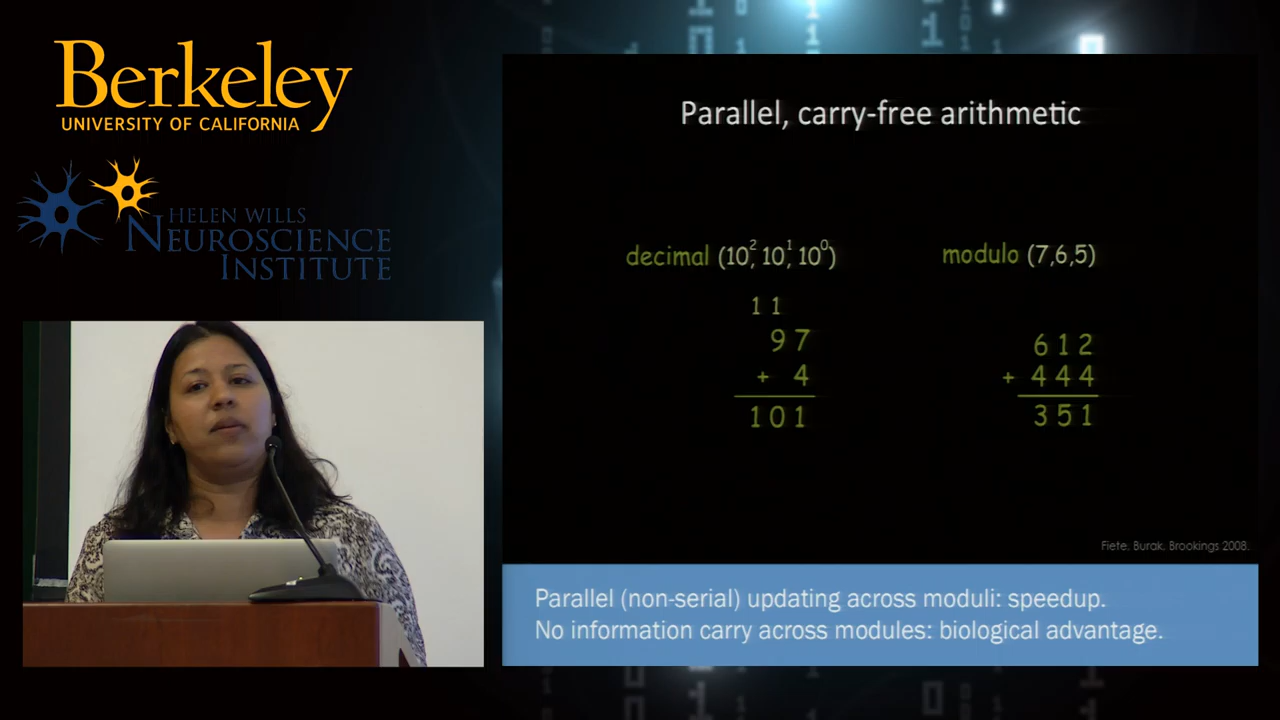 Berkeley
UNIVERSITY OF CALIFORNIA
HELEN WILLS
NEUROSCIENCE
INSTITUTE
Parallel, carry-free arithmetic
decimal (10², 10¹, 10⁰)
1 1
9 7
+ 4
1 0 1
modulo (7,6,5)
6 1 2
+ 4 4 4
3 5 1
Fiete, Burak, Brookings 2008.
Parallel (non-serial) updating across moduli: speedup.
No information carry across modules: biological advantage.